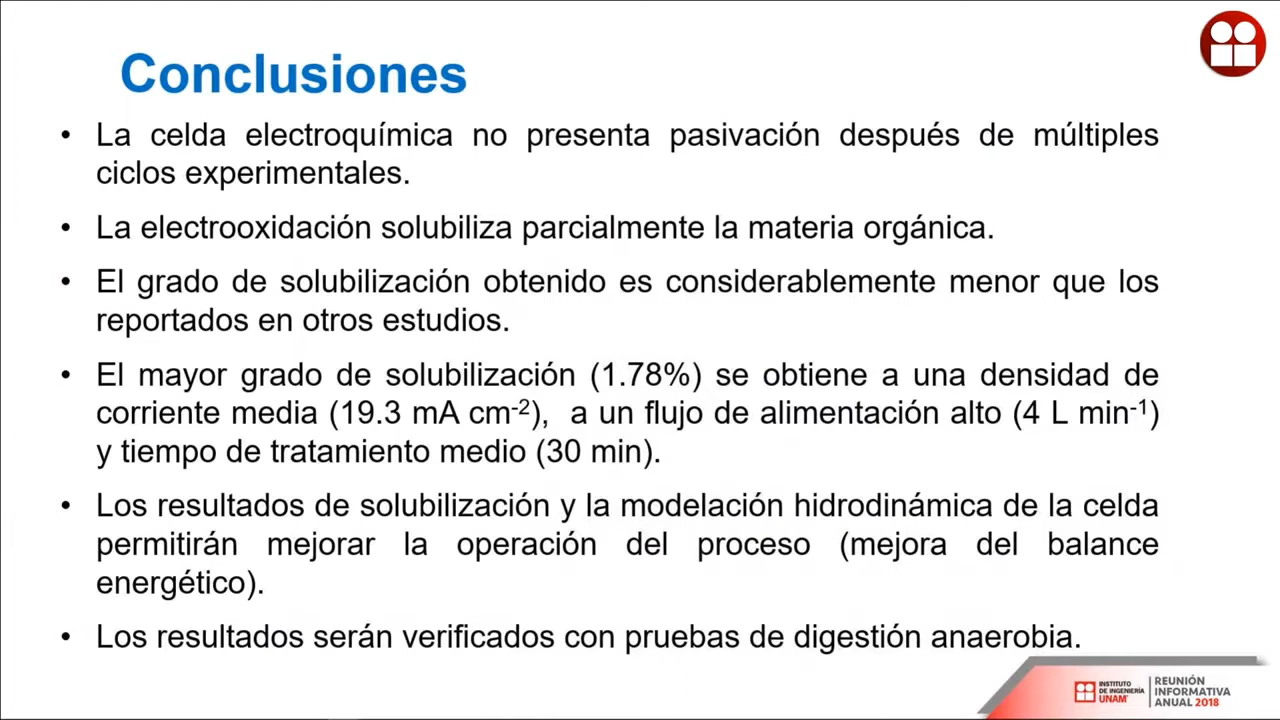 Conclusiones
• La celda electroquímica no presenta pasivación después de múltiples
ciclos experimentales.
• La electrooxidación solubiliza parcialmente la materia orgánica.
• El grado de solubilización obtenido es considerablemente menor que los
reportados en otros estudios.
• El mayor grado de solubilización (1.78%) se obtiene a una densidad de
corriente media (19.3 mA cm-2), a un flujo de alimentación alto (4 L min-1)
y tiempo de tratamiento medio (30 min).
• Los resultados de solubilización y la modelación hidrodinámica de la celda
permitirán mejorar la operación del proceso (mejora del balance
energético).
• Los resultados serán verificados con pruebas de digestión anaerobia.
INSTITUTO
DE INGENIERÍA
UNAM
REUNIÓN
INFORMATIVA
ANUAL 2018